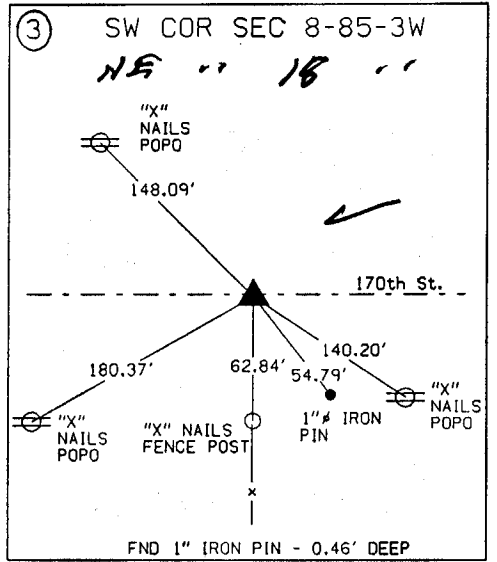 3
SW COR SEC 8-85-3W
NE " 18 " "
"X"
NAILS
POPO
148.09'
170th St.
180.37'
62.84'
54.79'
140.20'
"X"
NAILS
POPO
"X" NAILS
FENCE POST
1"ø IRON
PIN
"X"
NAILS
POPO
x
FND 1" IRON PIN - 0.46' DEEP